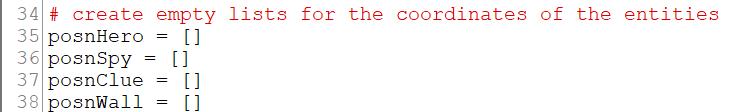 34 # create empty lists for the coordinates of the entities
35 posnHero = []
36 posnSpy = []
37 posnClue = []
38 posnWall = []